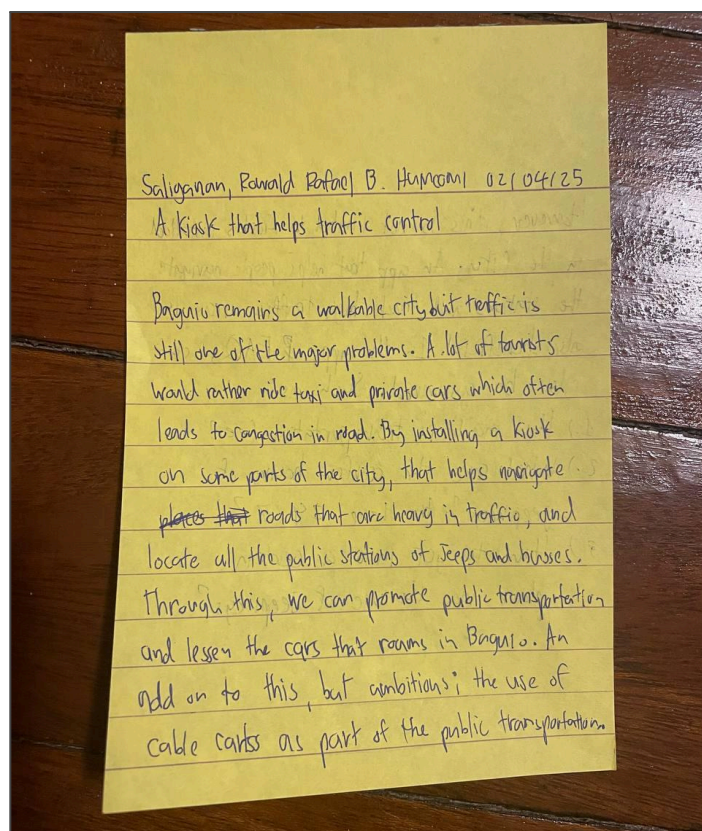 Saliganan, Rowald Rafael B. HUMCOM1 02/04/25
A kiosk that helps traffic control
Baguio remains a walkable city but traffic is
still one of the major problems. A lot of tourists
would rather ride taxi and private cars which often
leads to congestion in road. By installing a kiosk
on some parts of the city, that helps navigate
places that roads that are heavy in traffic, and
locate all the public stations of Jeeps and busses.
Through this, we can promote public transportation
and lessen the cars that roams in Baguio. An
add on to this, but ambitious; the use of
cable carts as part of the public transportation.